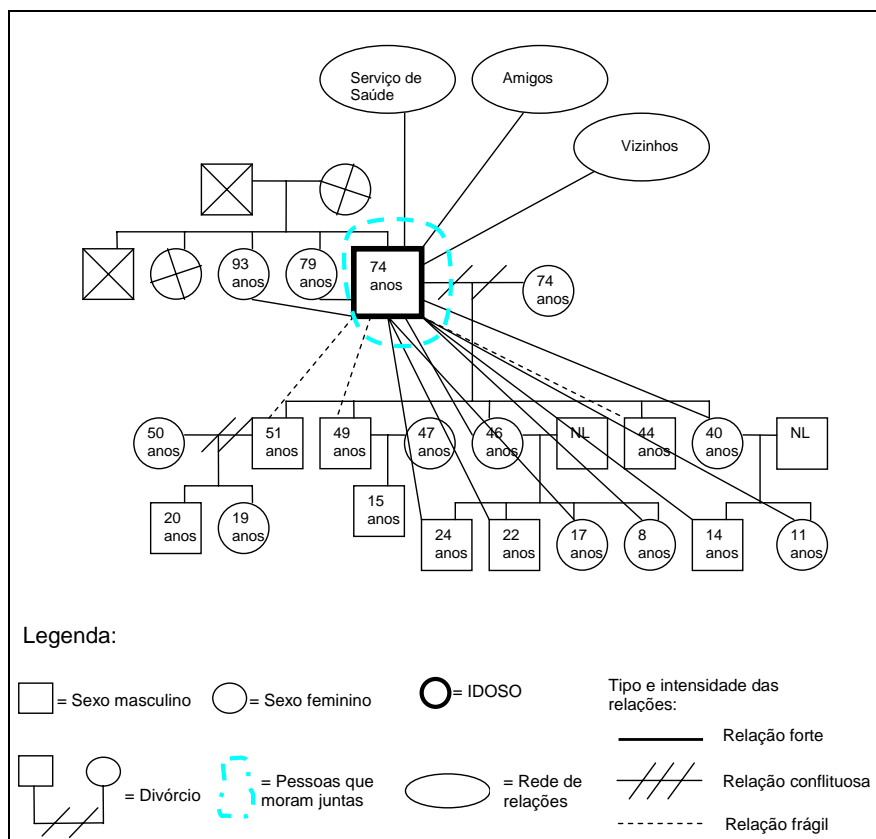 Serviço de
Saúde
Amigos
Vizinhos
93
anos
79
anos
74
anos
74
anos
50
anos
51
anos
49
anos
47
anos
46
anos
NL
44
anos
40
anos
NL
20
anos
19
anos
15
anos
24
anos
22
anos
17
anos
8
anos
14
anos
11
anos
Legenda:
= Sexo masculino
= Sexo feminino
= IDOSO
Tipo e intensidade das
relações:
Relação forte
= Divórcio
= Pessoas que
moram juntas
= Rede de
relações
Relação conflituosa
Relação frágil